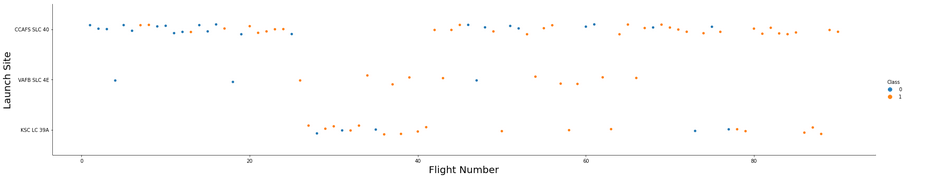 CCAFS SLC 40
VAFB SLC 4E
KSC LC 39A
Launch Site
0 20 40 60 80
Flight Number
Class
0
1